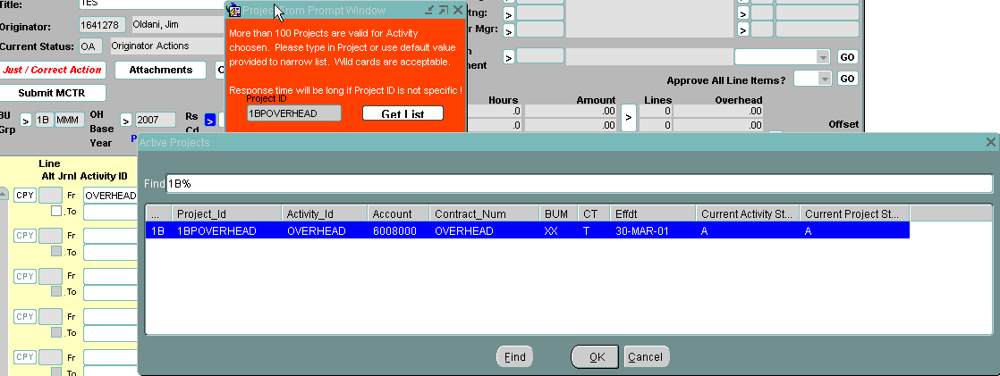 Title: TES
Originator: 1641278 Oldani, Jim
Current Status: OA Originator Actions
Just / Correct Action Attachments
Submit MCTR
BU Grp > 1B MMM OH Base Year > 2007 Rs Cd >
Project From Prompt Window
More than 100 Projects are valid for Activity
choosen. Please type in Project or use default value
provided to narrow list. Wild cards are acceptable.
Response time will be long if Project ID is not specific !
Project ID
1BPOVERHEAD Get List
tng: >
r Mgr: >
> GO
Approve All Line Items? GO
Hours Amount Lines Overhead
.0 .00 > 0 .00
.0 .00 0 .00
Offset
Line
Alt Jrnl Activity ID
CPY Fr OVERHEAD
.To
CPY Fr
.To
CPY Fr
.To
CPY Fr
.To
CPY Fr
.To
Active Projects
Find 1B%
... Project_Id Activity_Id Account Contract_Num BUM CT Effdt Current Activity St... Current Project St...
1B 1BPOVERHEAD OVERHEAD 6008000 OVERHEAD XX T 30-MAR-01 A A
Find OK Cancel